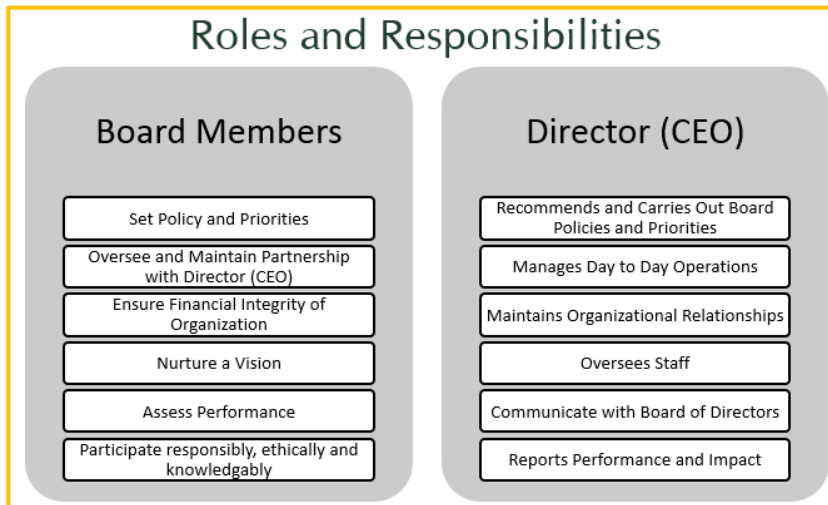 Roles and Responsibilities
Board Members
Set Policy and Priorities
Oversee and Maintain Partnership
with Director (CEO)
Ensure Financial Integrity of
Organization
Nurture a Vision
Assess Performance
Participate responsibly, ethically and
knowledgably
Director (CEO)
Recommends and Carries Out Board
Policies and Priorities
Manages Day to Day Operations
Maintains Organizational Relationships
Oversees Staff
Communicate with Board of Directors
Reports Performance and Impact